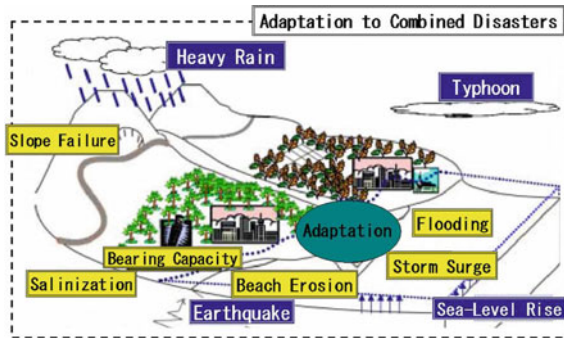 Adaptation to Combined Disasters
Heavy Rain
Typhoon
Slope Failure
Adaptation
Flooding
Bearing Capacity
Storm Surge
Salinization
Beach Erosion
Earthquake
Sea-Level Rise